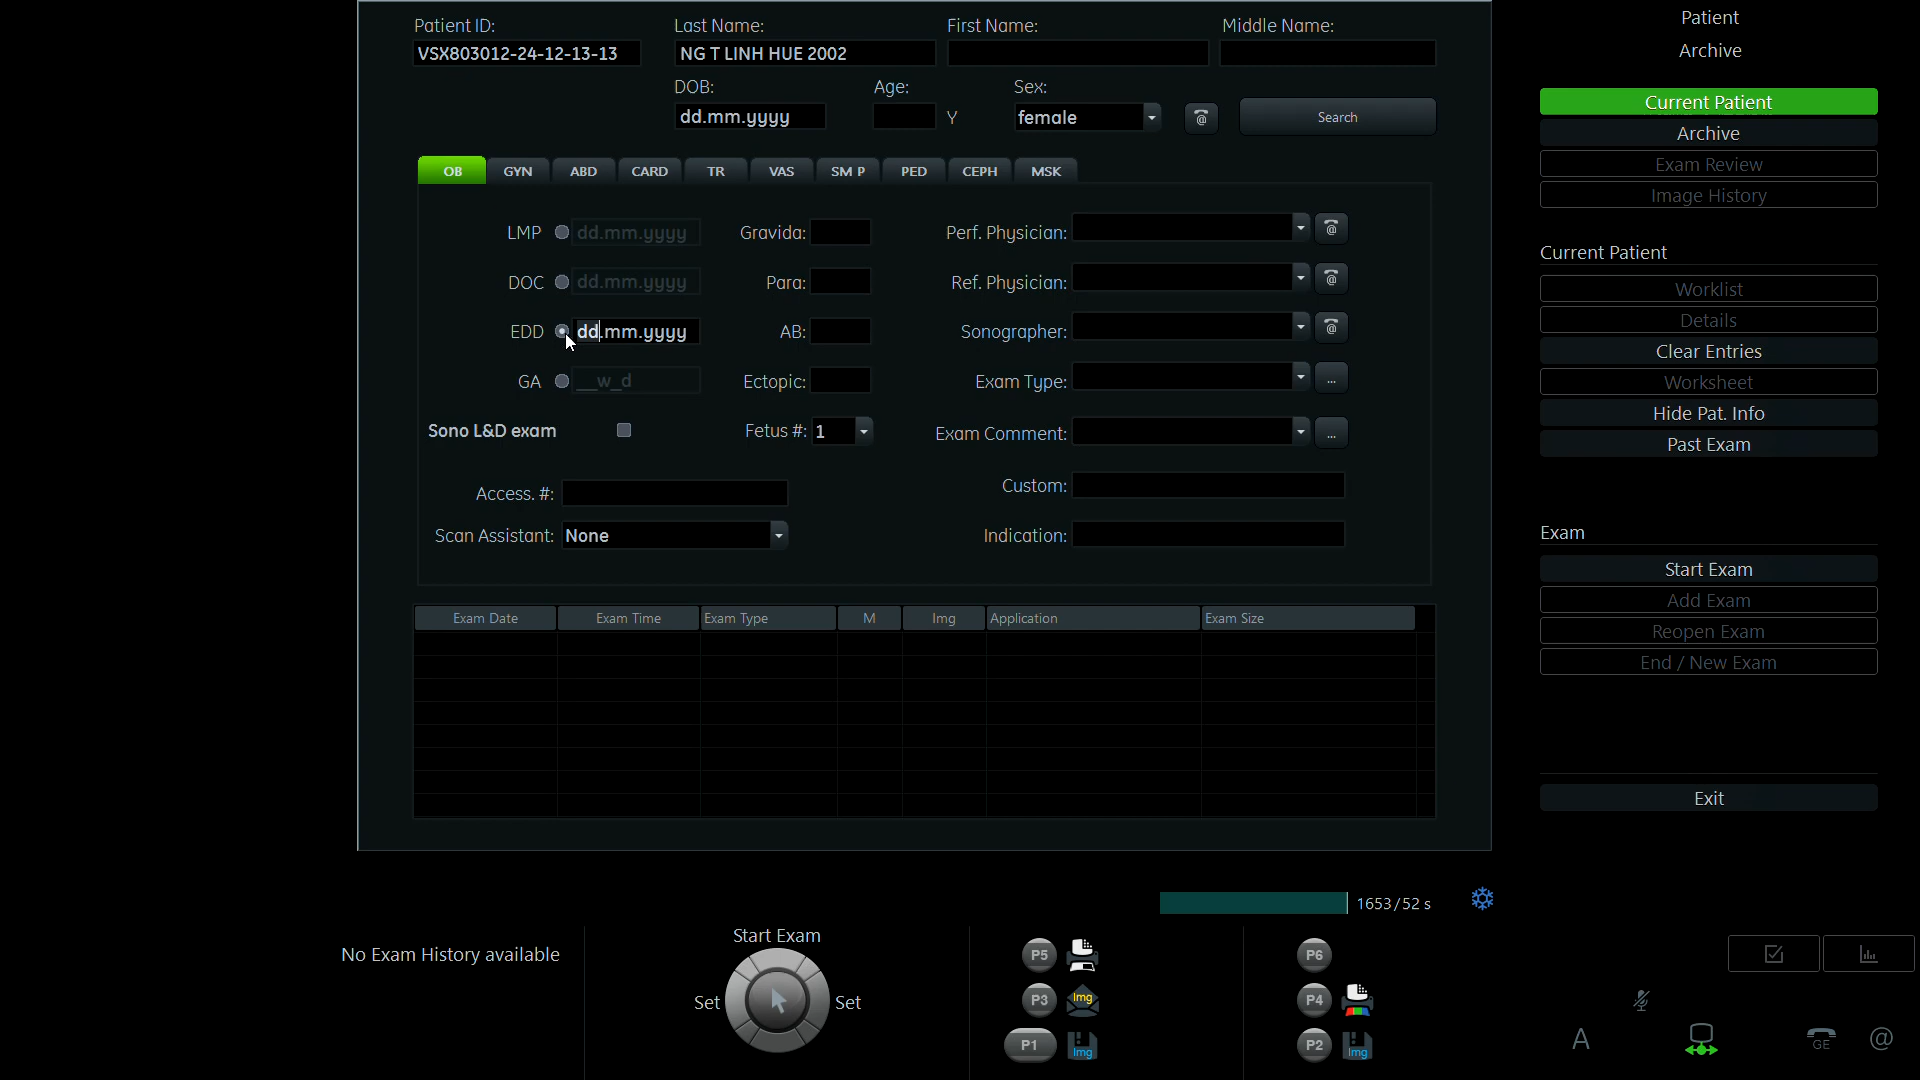 Patient ID: Last Name: First Name: Middle Name:
VSX803012-24-12-13-13 NG T LINH HUE 2002
DOB: Age: Sex:
dd.mm.yyyy Y female @ Search
OB GYN ABD CARD TR VAS SM P PED CEPH MSK
LMP dd.mm.yyyy Gravida: Perf. Physician: @
DOC dd.mm.yyyy Para: Ref. Physician: @
EDD dd.mm.yyyy AB: Sonographer: @
GA __w_d Ectopic: Exam Type: ...
Sono L&D exam Fetus #: 1 Exam Comment: ...
Access. #: Custom:
Scan Assistant: None Indication:
Exam Date Exam Time Exam Type M Img Application Exam Size
Patient
Archive
Current Patient
Archive
Exam Review
Image History
Current Patient
Worklist
Details
Clear Entries
Worksheet
Hide Pat. Info
Past Exam
Exam
Start Exam
Add Exam
Reopen Exam
End / New Exam
Exit
1653/52 s
No Exam History available
Start Exam
Set Set
P5
P3 Img
P1 Img
P6
P4
P2 Img
A GE @